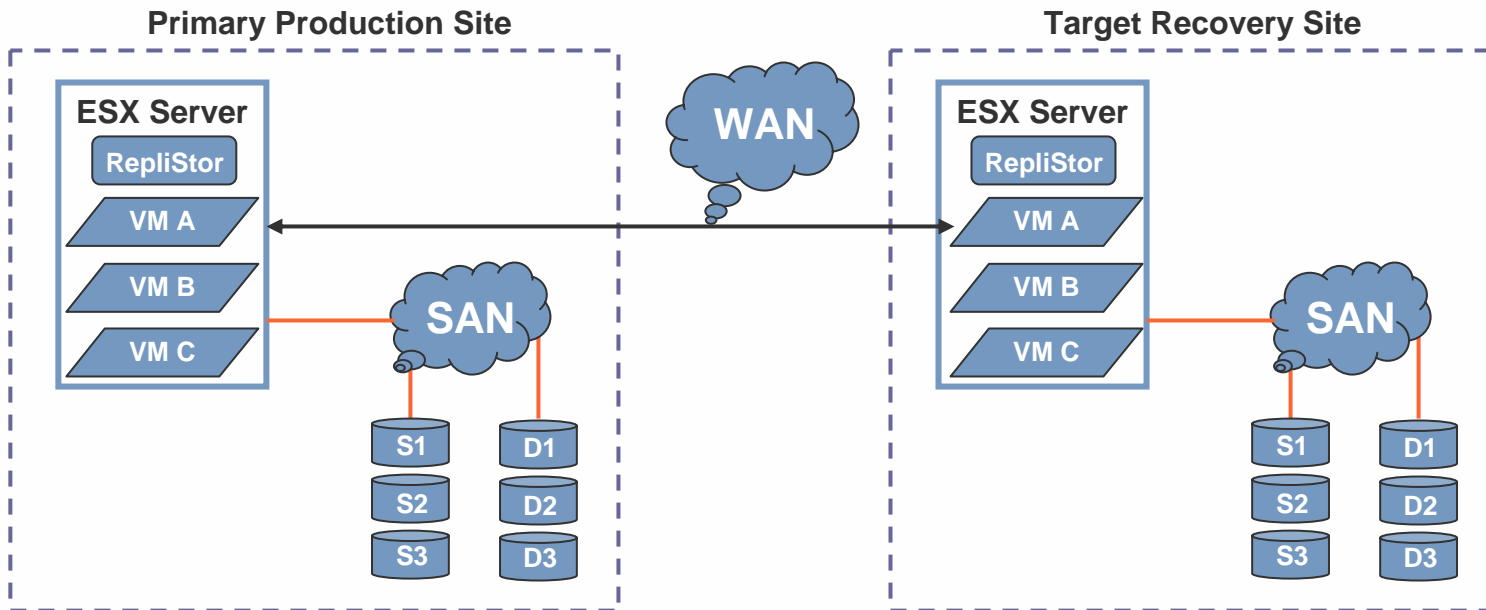 Primary Production Site
Target Recovery Site
ESX Server
RepliStor
VM A
VM B
VM C
SAN
S1
S2
S3
D1
D2
D3
WAN
ESX Server
RepliStor
VM A
VM B
VM C
SAN
S1
S2
S3
D1
D2
D3